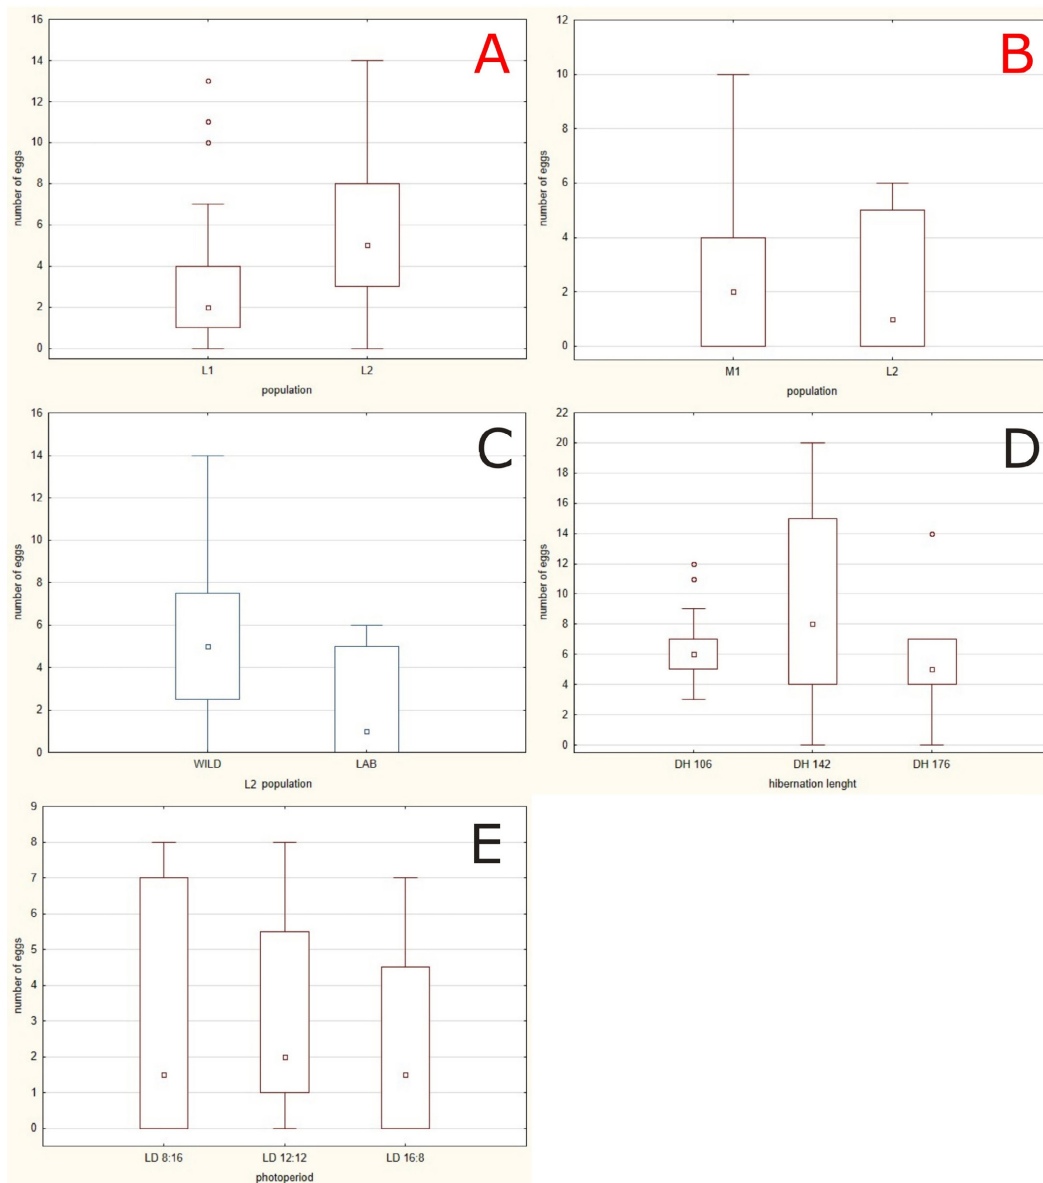 A
16
14
12
10
8
6
4
2
0
number of eggs
L1 L2
population
B
12
10
8
6
4
2
0
number of eggs
M1 L2
population
C
16
14
12
10
8
6
4
2
0
number of eggs
WILD LAB
L2 population
D
22
20
18
16
14
12
10
8
6
4
2
0
number of eggs
DH 106 DH 142 DH 176
hibernation lenght
E
9
8
7
6
5
4
3
2
1
0
number of eggs
LD 8:16 LD 12:12 LD 16:8
photoperiod